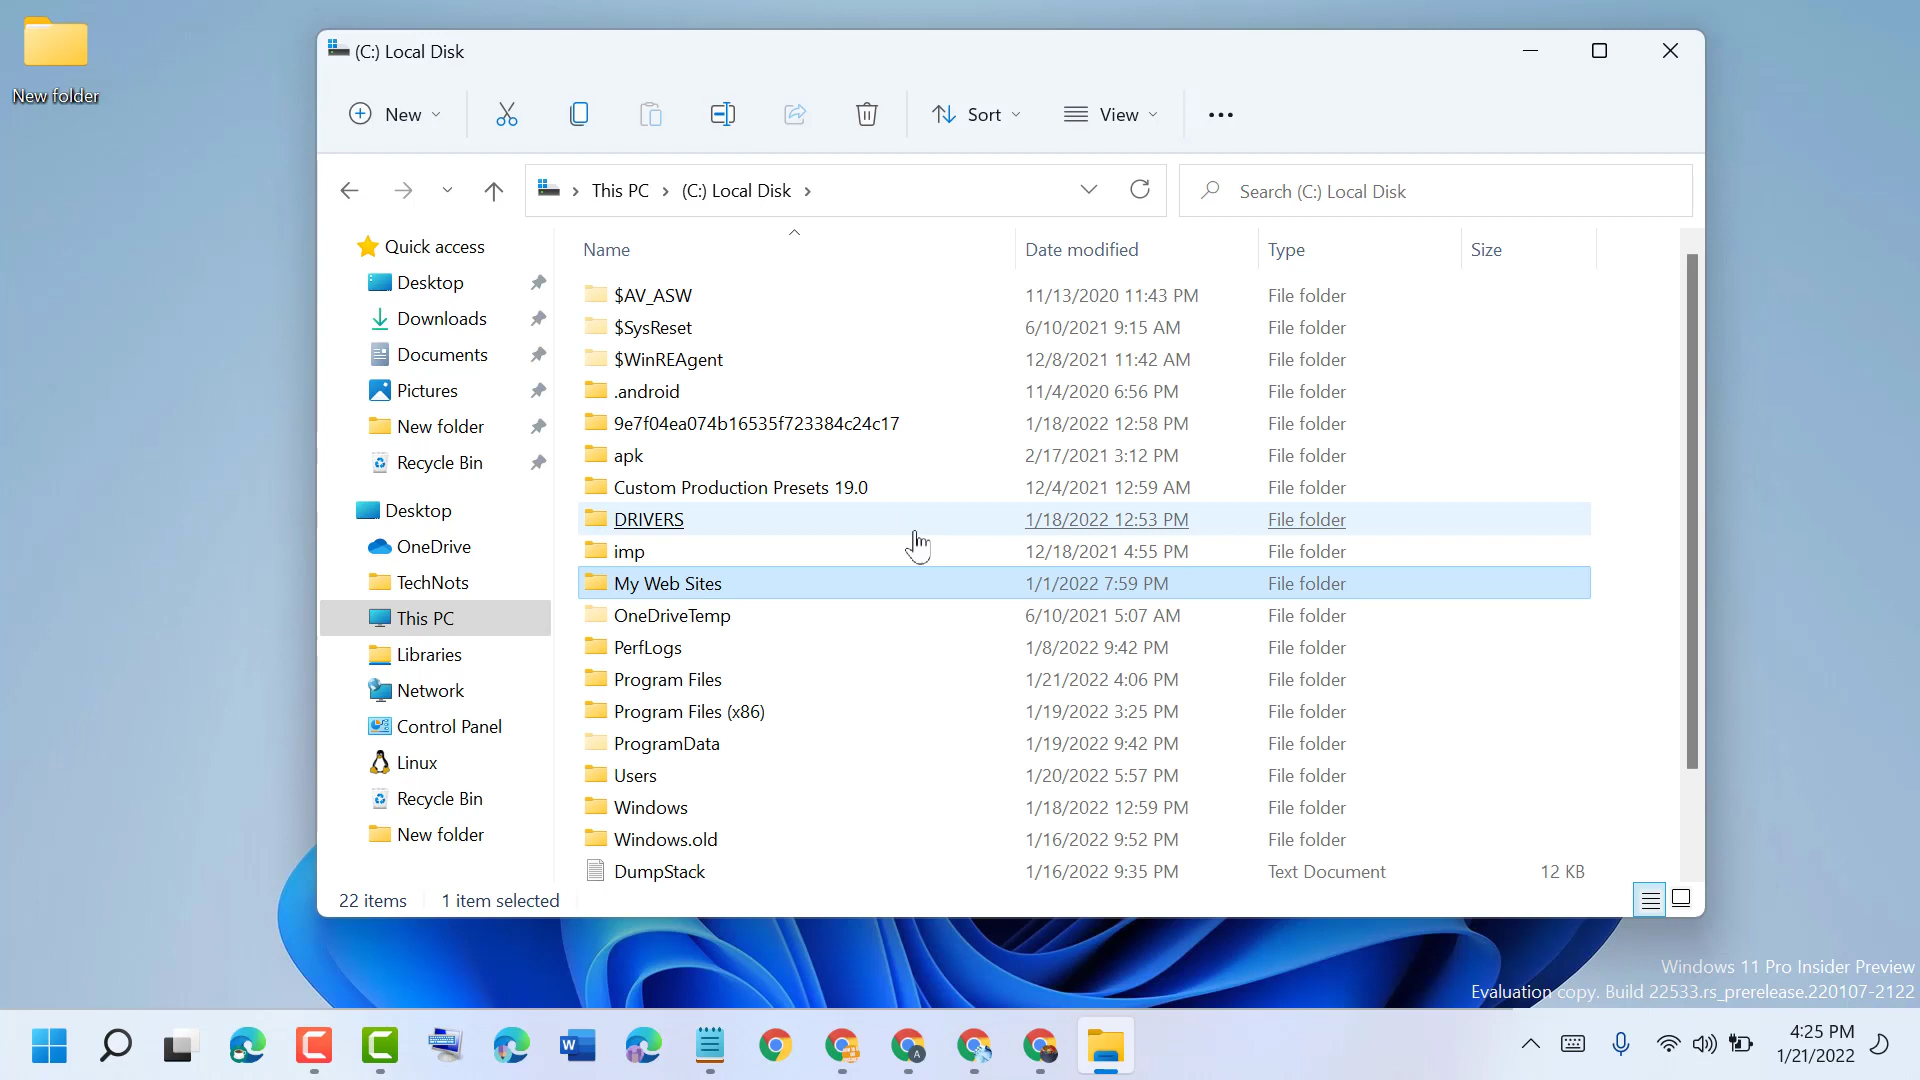 New folder
(C:) Local Disk
New
Sort
View
This PC > (C:) Local Disk >
Search (C:) Local Disk
Quick access
Desktop
Downloads
Documents
Pictures
New folder
Recycle Bin
Desktop
OneDrive
TechNots
This PC
Libraries
Network
Control Panel
Linux
Recycle Bin
New folder
Name Date modified Type Size
$AV_ASW 11/13/2020 11:43 PM File folder
$SysReset 6/10/2021 9:15 AM File folder
$WinREAgent 12/8/2021 11:42 AM File folder
.android 11/4/2020 6:56 PM File folder
9e7f04ea074b16535f723384c24c17 1/18/2022 12:58 PM File folder
apk 2/17/2021 3:12 PM File folder
Custom Production Presets 19.0 12/4/2021 12:59 AM File folder
DRIVERS 1/18/2022 12:53 PM File folder
imp 12/18/2021 4:55 PM File folder
My Web Sites 1/1/2022 7:59 PM File folder
OneDriveTemp 6/10/2021 5:07 AM File folder
PerfLogs 1/8/2022 9:42 PM File folder
Program Files 1/21/2022 4:06 PM File folder
Program Files (x86) 1/19/2022 3:25 PM File folder
ProgramData 1/19/2022 9:42 PM File folder
Users 1/20/2022 5:57 PM File folder
Windows 1/18/2022 12:59 PM File folder
Windows.old 1/16/2022 9:52 PM File folder
DumpStack 1/16/2022 9:35 PM Text Document 12 KB
22 items 1 item selected
Windows 11 Pro Insider Preview
Evaluation copy. Build 22533.rs_prerelease.220107-2122
4:25 PM
1/21/2022